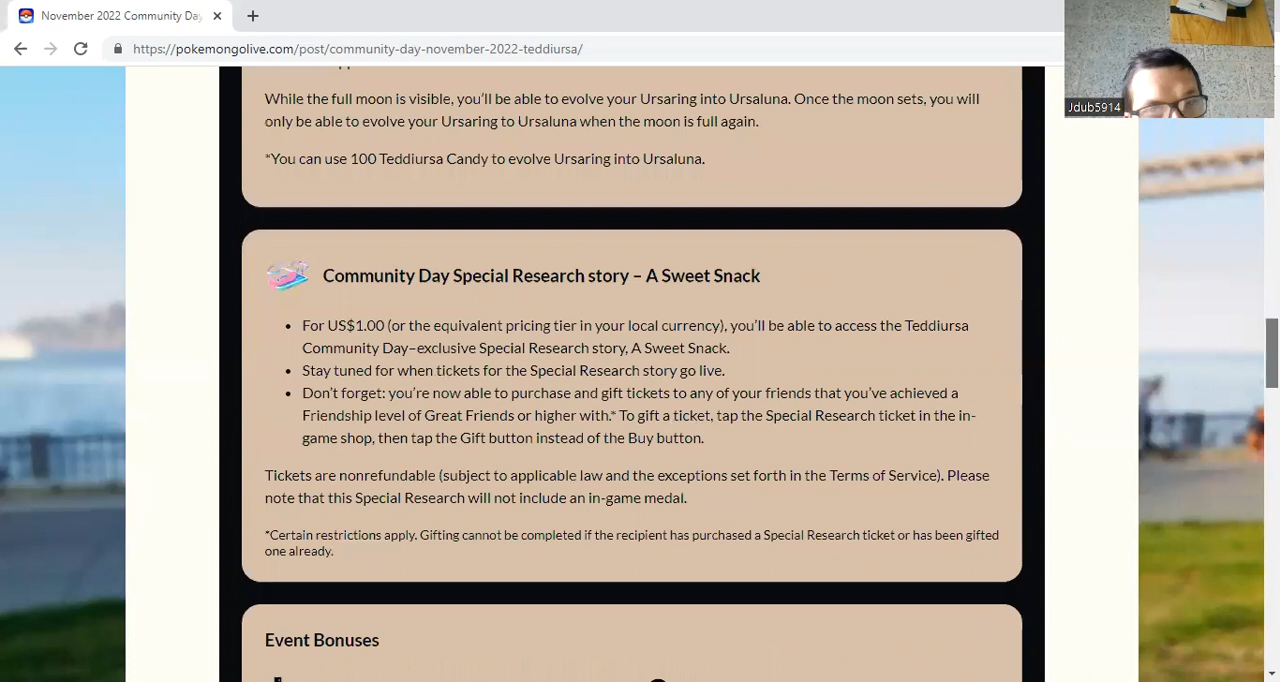 November 2022 Community Day
https://pokemongolive.com/post/community-day-november-2022-teddiursa/
Jdub5914
While the full moon is visible, you'll be able to evolve your Ursaring into Ursaluna. Once the moon sets, you will
only be able to evolve your Ursaring to Ursaluna when the moon is full again.
*You can use 100 Teddiursa Candy to evolve Ursaring into Ursaluna.
Community Day Special Research story – A Sweet Snack
• For US$1.00 (or the equivalent pricing tier in your local currency), you'll be able to access the Teddiursa
Community Day–exclusive Special Research story, A Sweet Snack.
• Stay tuned for when tickets for the Special Research story go live.
• Don't forget: you're now able to purchase and gift tickets to any of your friends that you've achieved a
Friendship level of Great Friends or higher with.* To gift a ticket, tap the Special Research ticket in the in-
game shop, then tap the Gift button instead of the Buy button.
Tickets are nonrefundable (subject to applicable law and the exceptions set forth in the Terms of Service). Please
note that this Special Research will not include an in-game medal.
*Certain restrictions apply. Gifting cannot be completed if the recipient has purchased a Special Research ticket or has been gifted
one already.
Event Bonuses